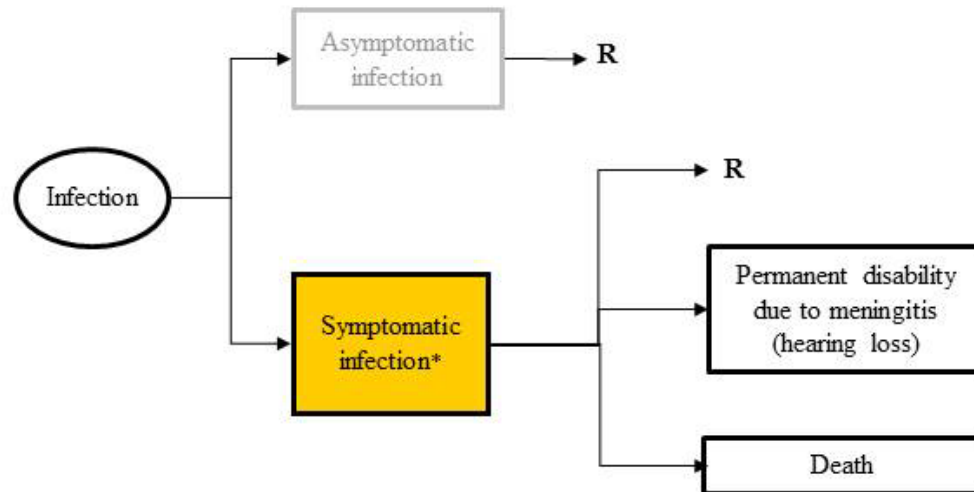 Asymptomatic
infection
R
R
Infection
Symptomatic
infection*
Permanent disability
due to meningitis
(hearing loss)
Death